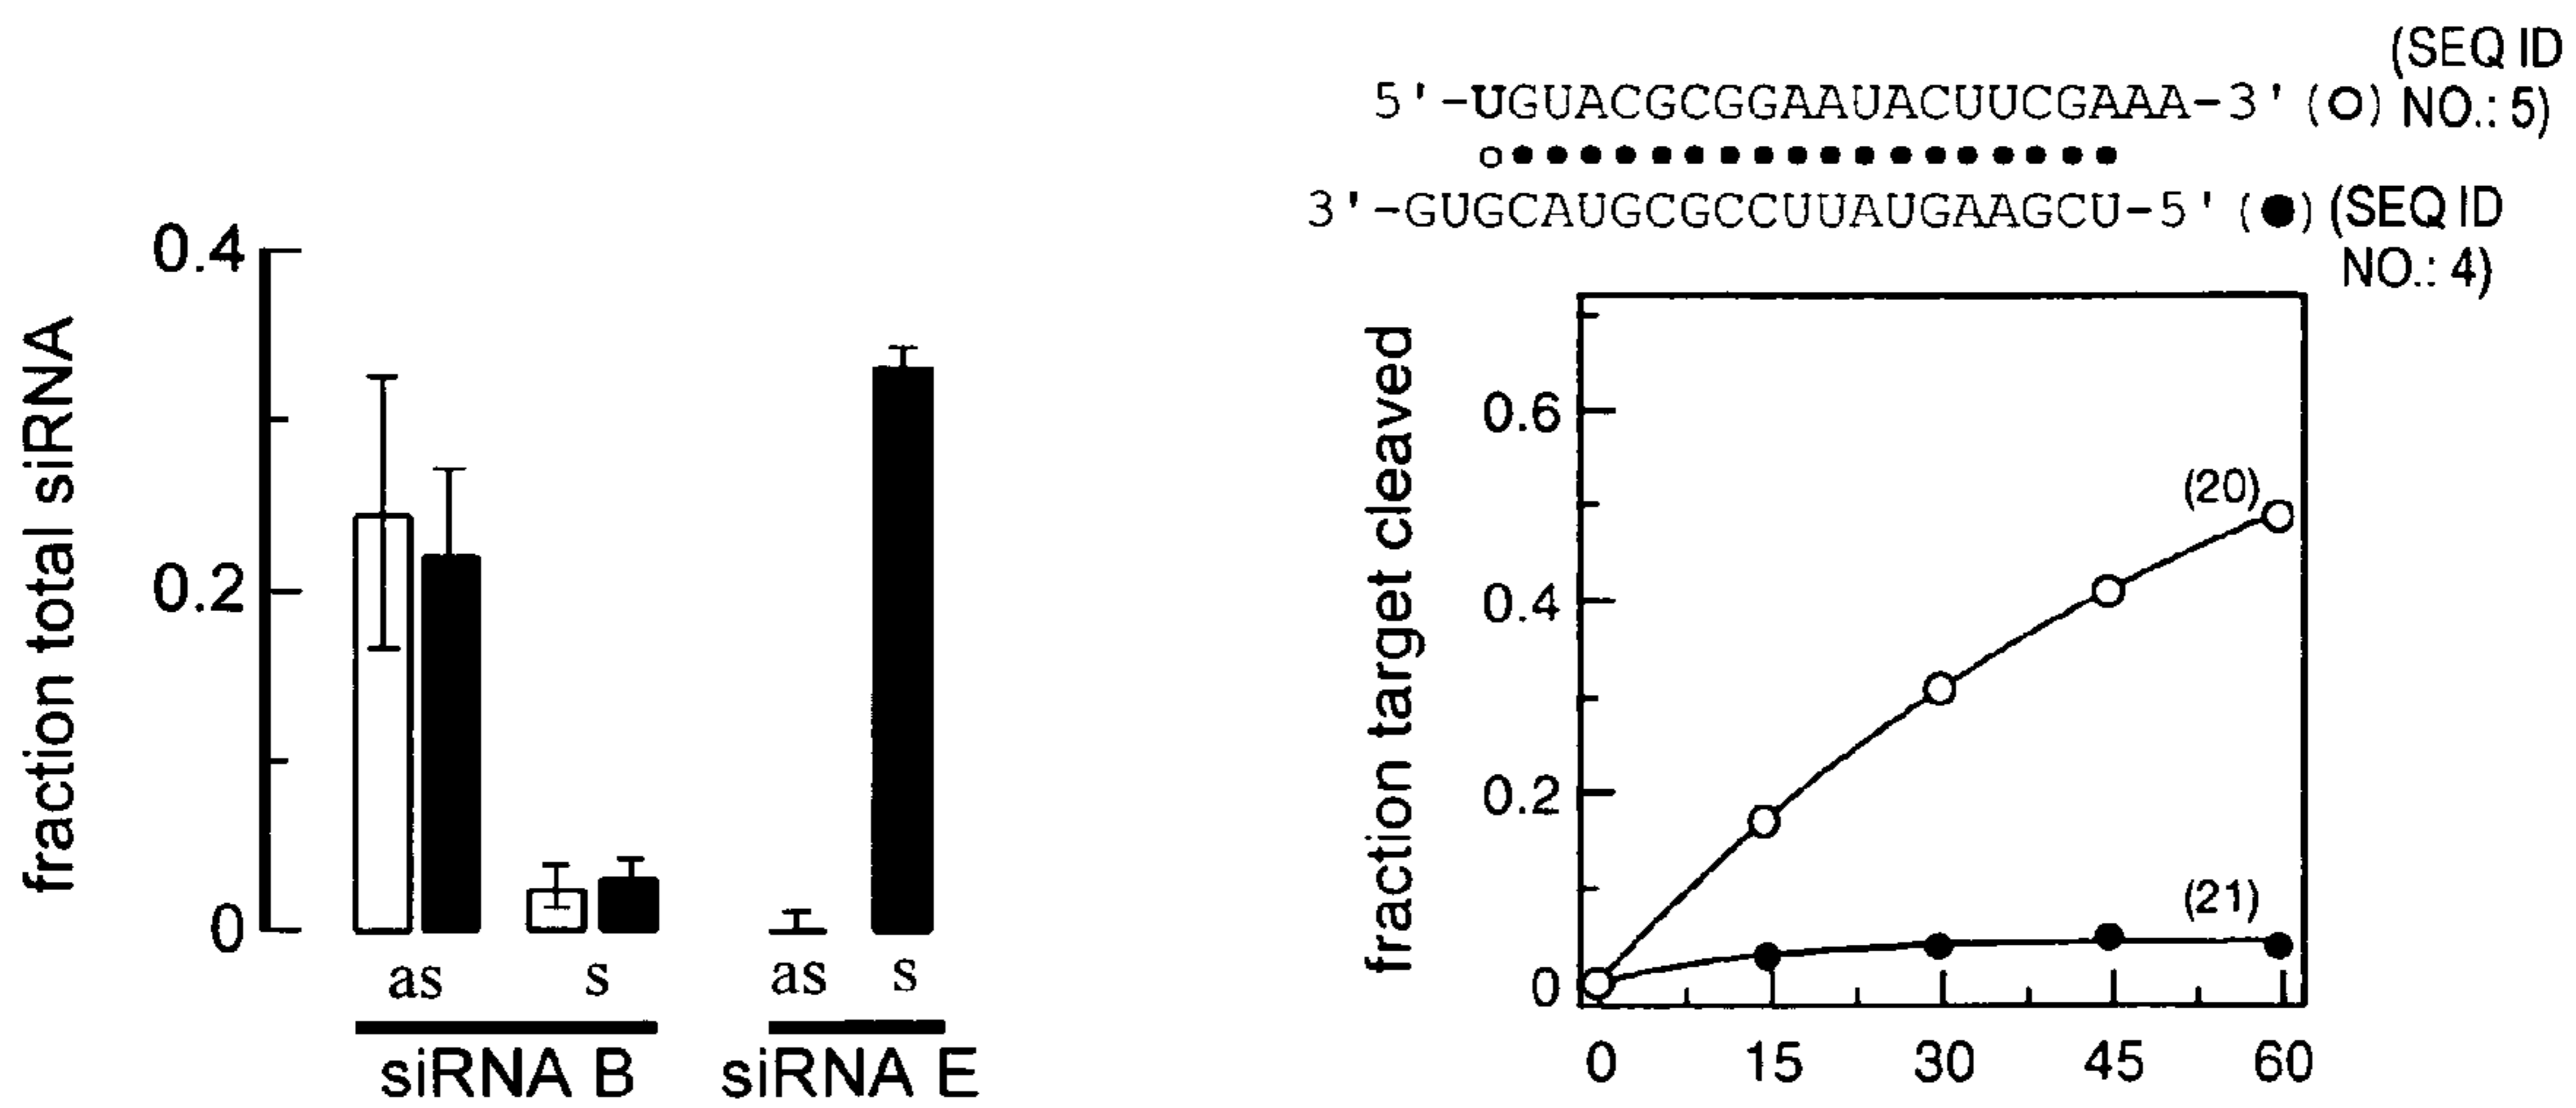 0.4
0.2
0
fraction total siRNA
as
s
as
s
siRNA B
siRNA E
(SEQ ID
5'-UGUACGCGGAAUACUUCGAAA-3' (O) NO.: 5)
3'-GUGCAUGCGCCUUAUGAAGCU-5' (●) (SEQ ID
NO.: 4)
fraction target cleaved
0.6
0.4
0.2
0
(20)
(21)
0 15 30 45 60